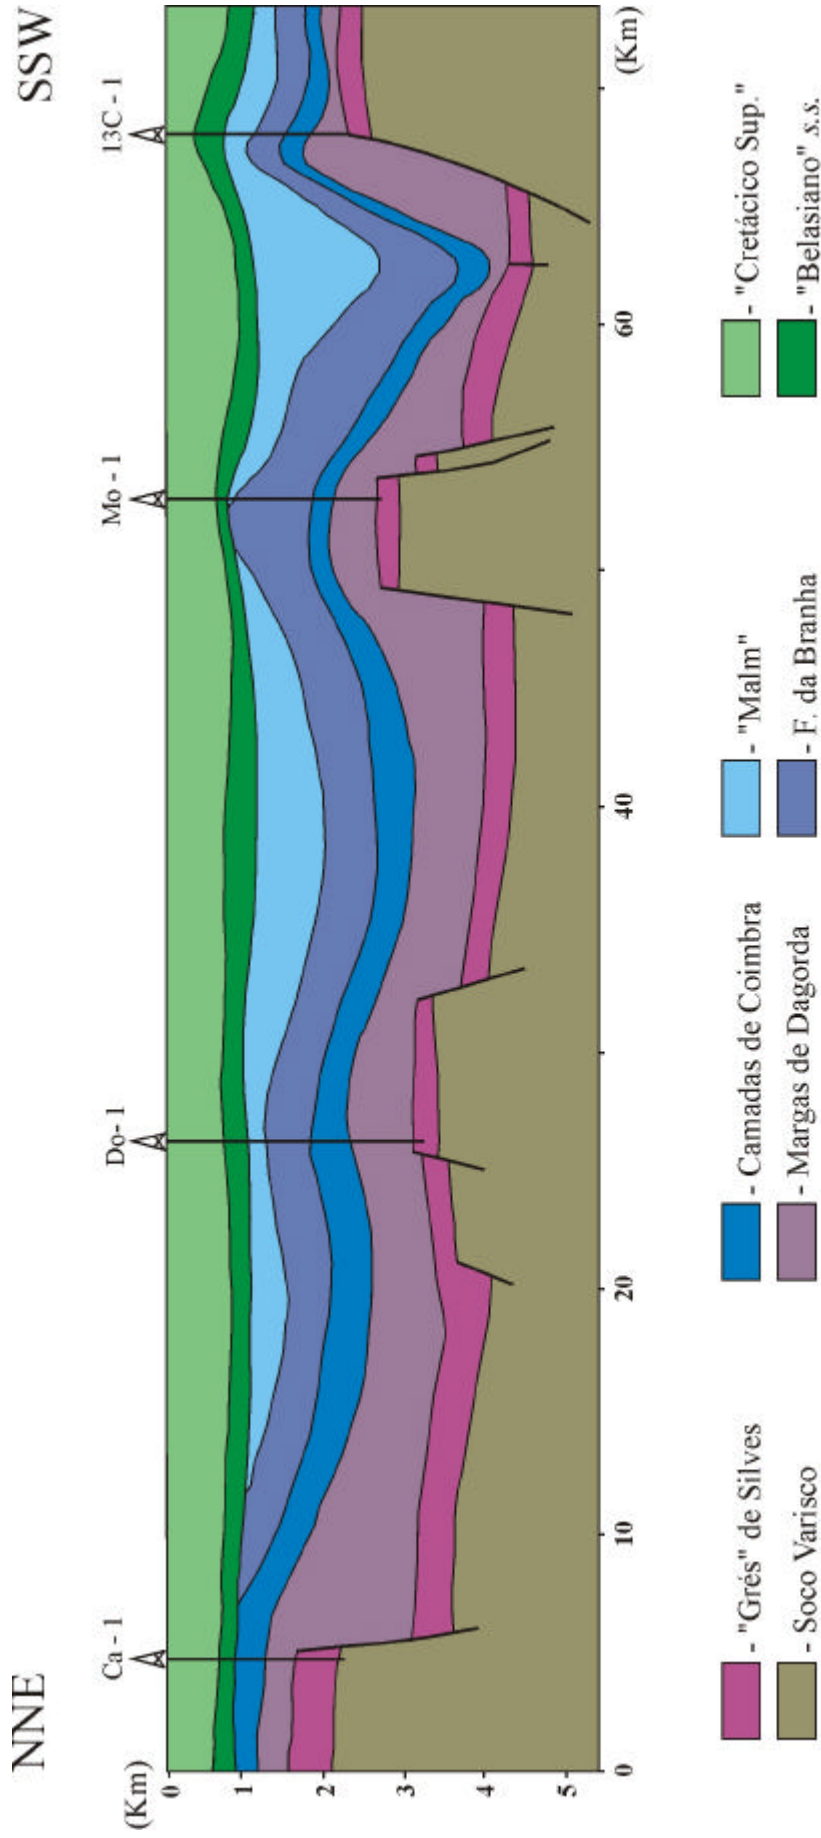 NNE
SSW
Ca - 1
Do - 1
Mo - 1
13C - 1
(Km)
0
1
2
3
4
5
0
10
20
40
60
(Km)
- "Grés" de Silves
- Camadas de Coimbra
- "Malm"
- "Cretácico Sup."
- Soco Varisco
- Margas de Dagorda
- F. da Branha
- "Belasiano" s.s.